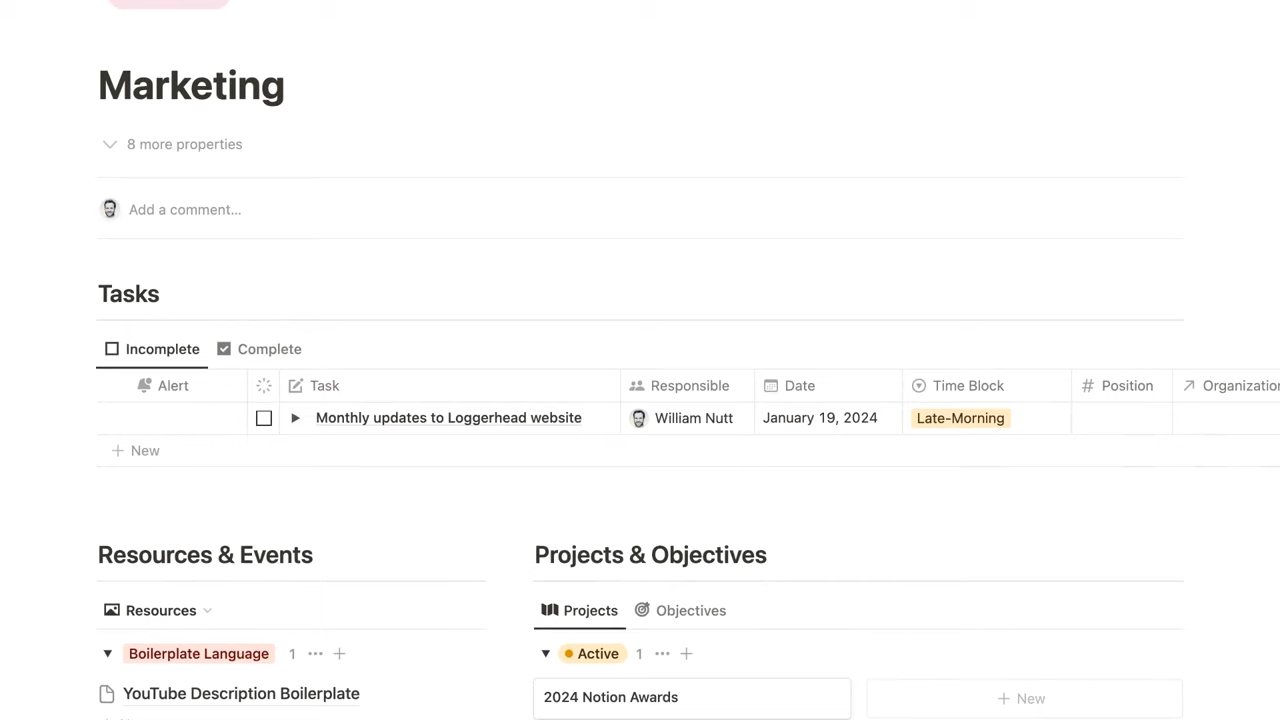 Marketing
8 more properties
Add a comment...
Tasks
Incomplete Complete
Alert Task Responsible Date Time Block # Position Organizatio
Monthly updates to Loggerhead website William Nutt January 19, 2024 Late-Morning
+ New
Resources & Events Projects & Objectives
Resources Projects Objectives
Boilerplate Language 1 ... + Active 1 ... +
YouTube Description Boilerplate 2024 Notion Awards + New